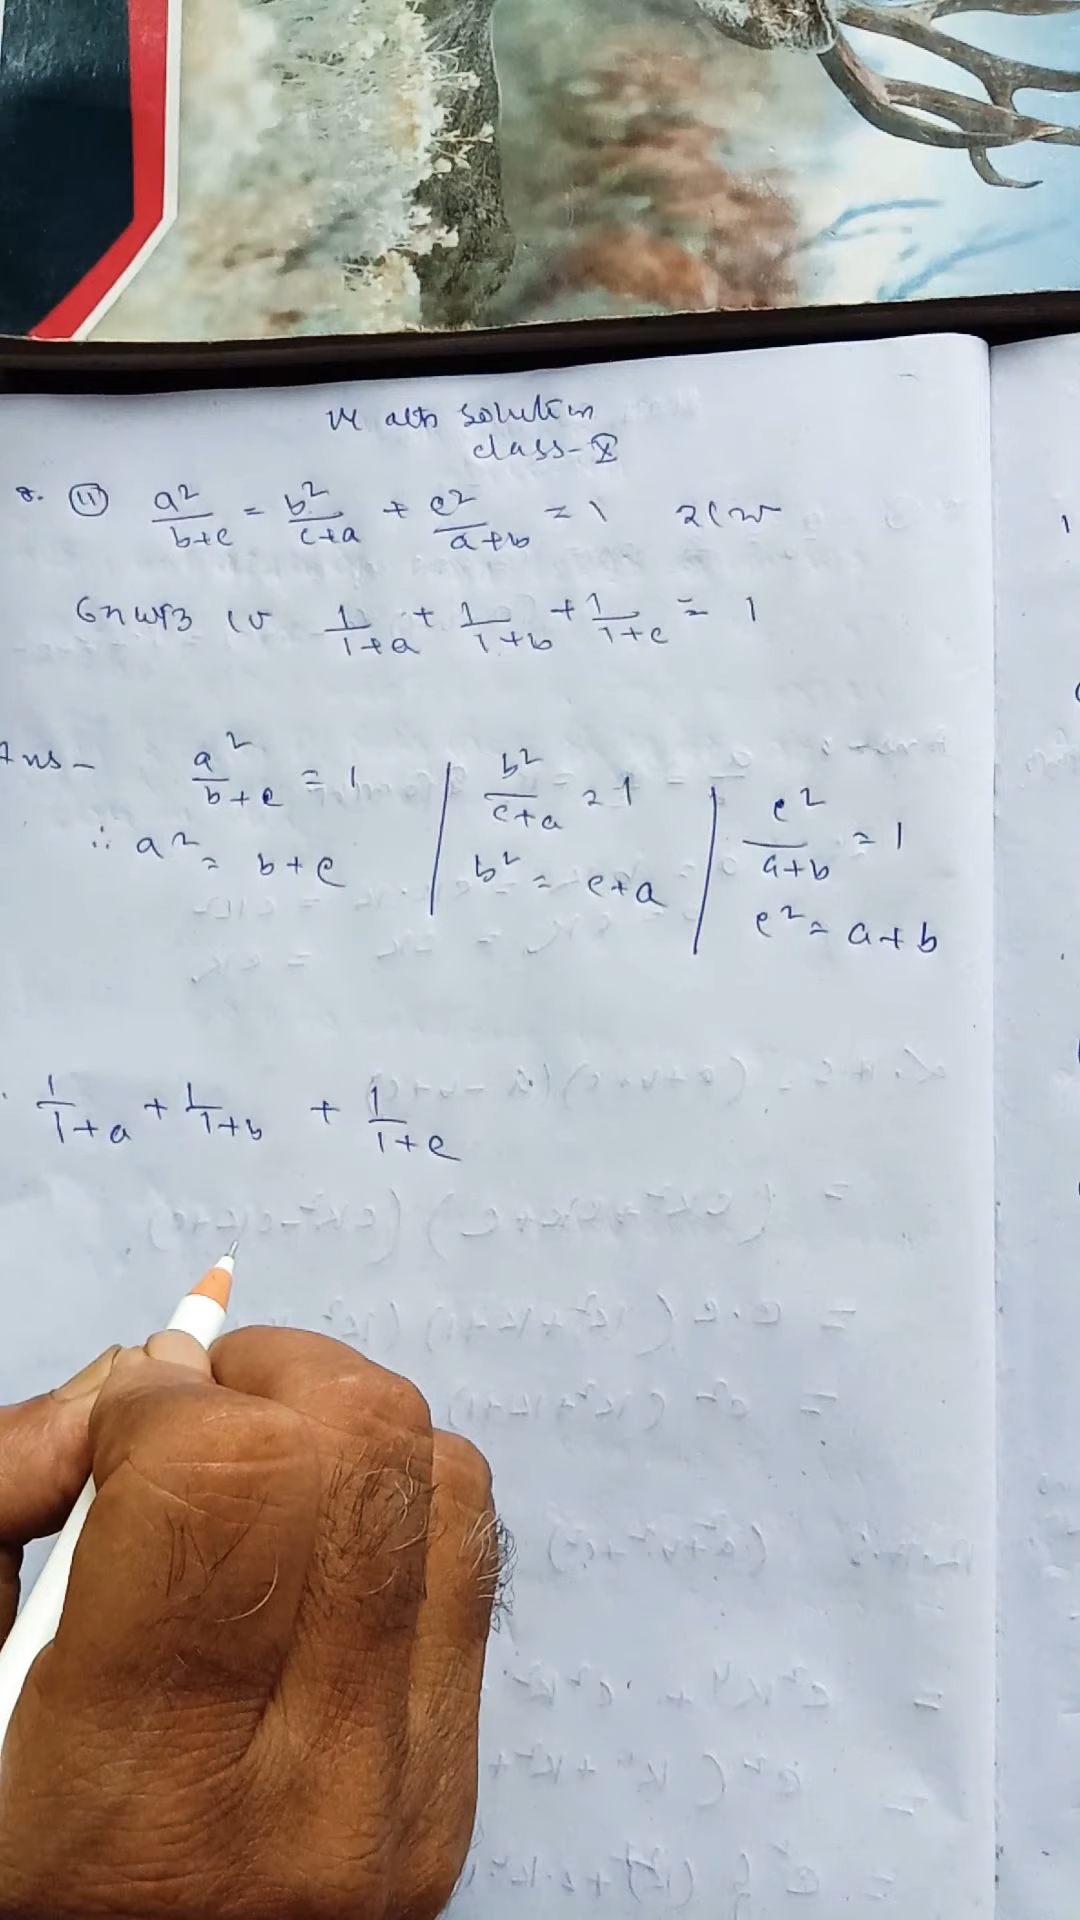 Math solution
class-X
8. (ii) a²/(b+c) = b²/(c+a) + c²/(a+b) = 1
1/(1+a) + 1/(1+b) + 1/(1+c) = 1
Ans- a²/(b+c) = 1 | b²/(c+a) = 1 | c²/(a+b) = 1
∴ a² = b+c | b² = c+a | c² = a+b
1/(1+a) + 1/(1+b) + 1/(1+c)